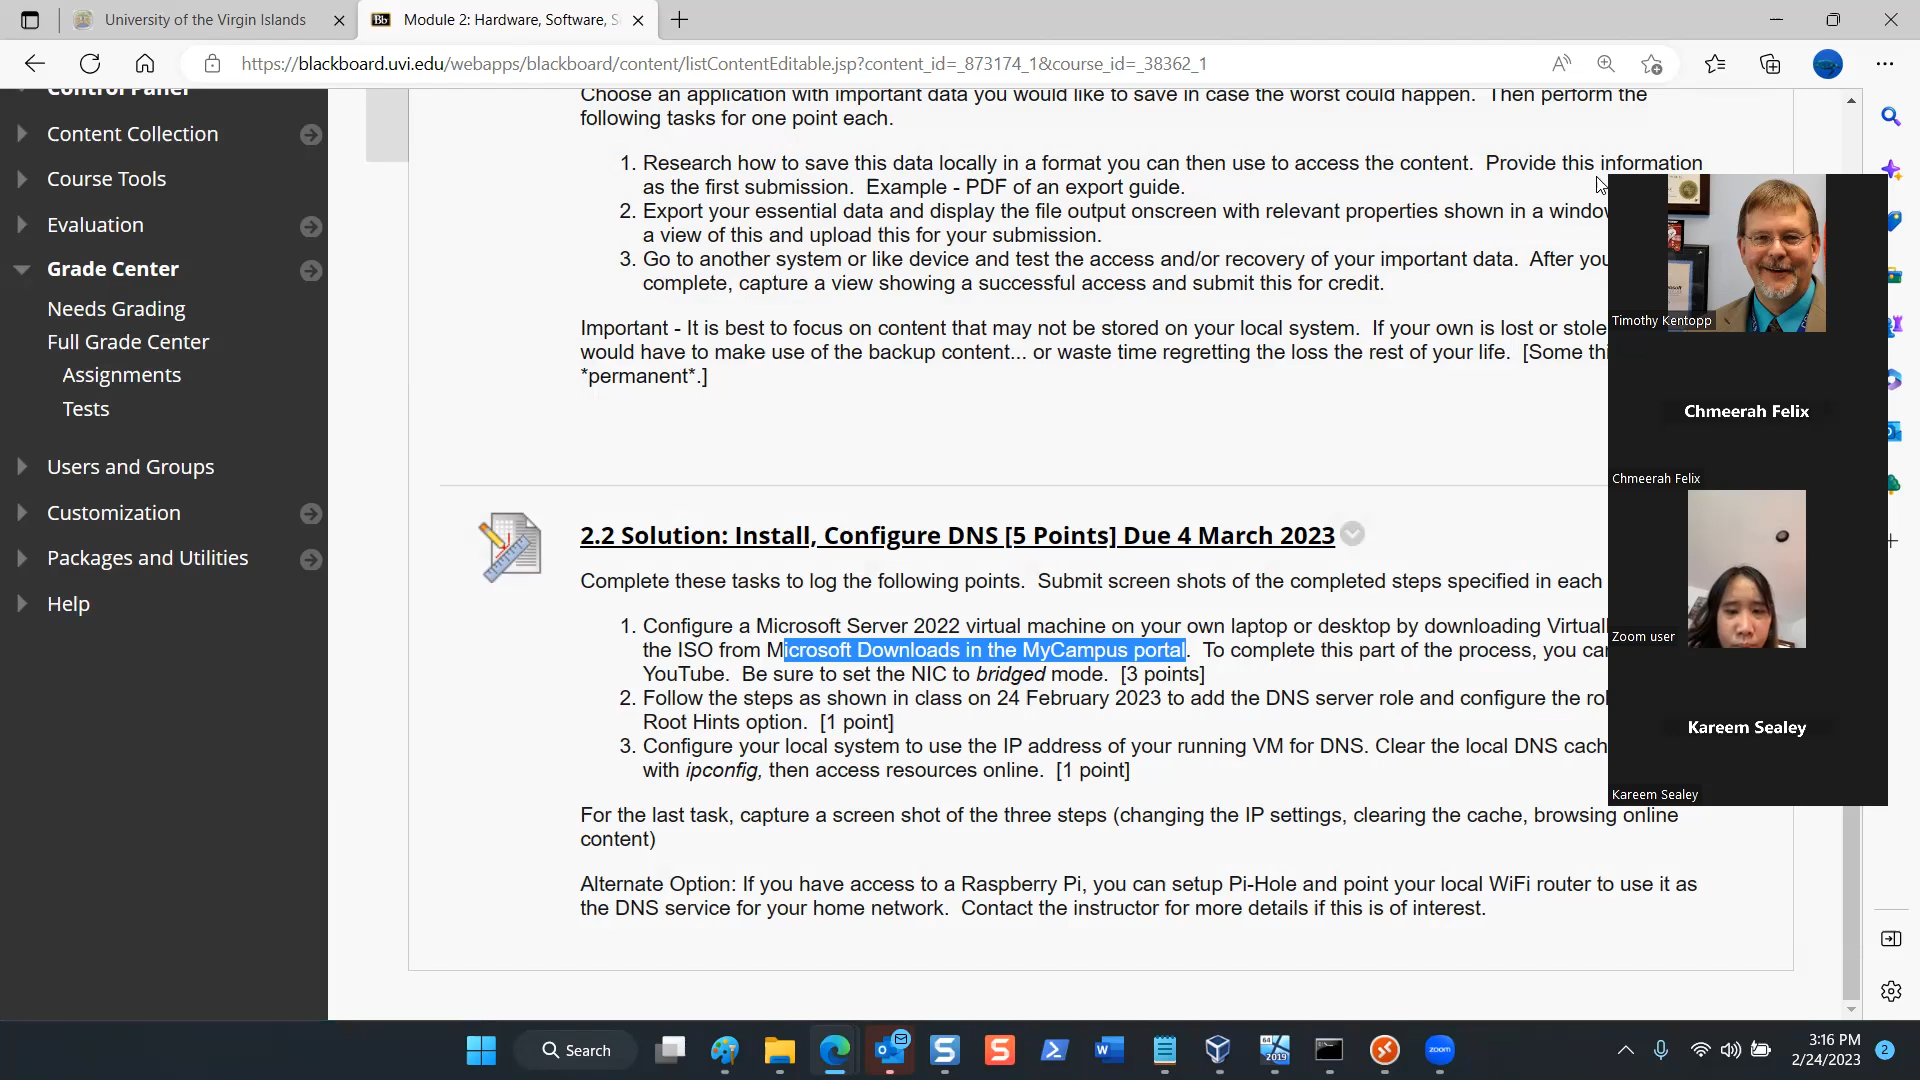 University of the Virgin Islands
Module 2: Hardware, Software, S
https://blackboard.uvi.edu/webapps/blackboard/content/listContentEditable.jsp?content_id=_873174_1&course_id=_38362_1
Control Panel
Content Collection
Course Tools
Evaluation
Grade Center
Needs Grading
Full Grade Center
Assignments
Tests
Users and Groups
Customization
Packages and Utilities
Help
Choose an application with important data you would like to save in case the worst could happen. Then perform the
following tasks for one point each.
1. Research how to save this data locally in a format you can then use to access the content. Provide this information
as the first submission. Example - PDF of an export guide.
2. Export your essential data and display the file output onscreen with relevant properties shown in a window
a view of this and upload this for your submission.
3. Go to another system or like device and test the access and/or recovery of your important data. After you
complete, capture a view showing a successful access and submit this for credit.
Important - It is best to focus on content that may not be stored on your local system. If your own is lost or stole
would have to make use of the backup content... or waste time regretting the loss the rest of your life. [Some thi
*permanent*.]
2.2 Solution: Install, Configure DNS [5 Points] Due 4 March 2023
Complete these tasks to log the following points. Submit screen shots of the completed steps specified in each
1. Configure a Microsoft Server 2022 virtual machine on your own laptop or desktop by downloading Virtuall
the ISO from Microsoft Downloads in the MyCampus portal. To complete this part of the process, you can
YouTube. Be sure to set the NIC to bridged mode. [3 points]
2. Follow the steps as shown in class on 24 February 2023 to add the DNS server role and configure the rol
Root Hints option. [1 point]
3. Configure your local system to use the IP address of your running VM for DNS. Clear the local DNS cach
with ipconfig, then access resources online. [1 point]
For the last task, capture a screen shot of the three steps (changing the IP settings, clearing the cache, browsing online
content)
Alternate Option: If you have access to a Raspberry Pi, you can setup Pi-Hole and point your local WiFi router to use it as
the DNS service for your home network. Contact the instructor for more details if this is of interest.
Timothy Kentopp
Chmeerah Felix
Chmeerah Felix
Zoom user
Kareem Sealey
Kareem Sealey
Search
64
2019
zoom
3:16 PM
2/24/2023
2